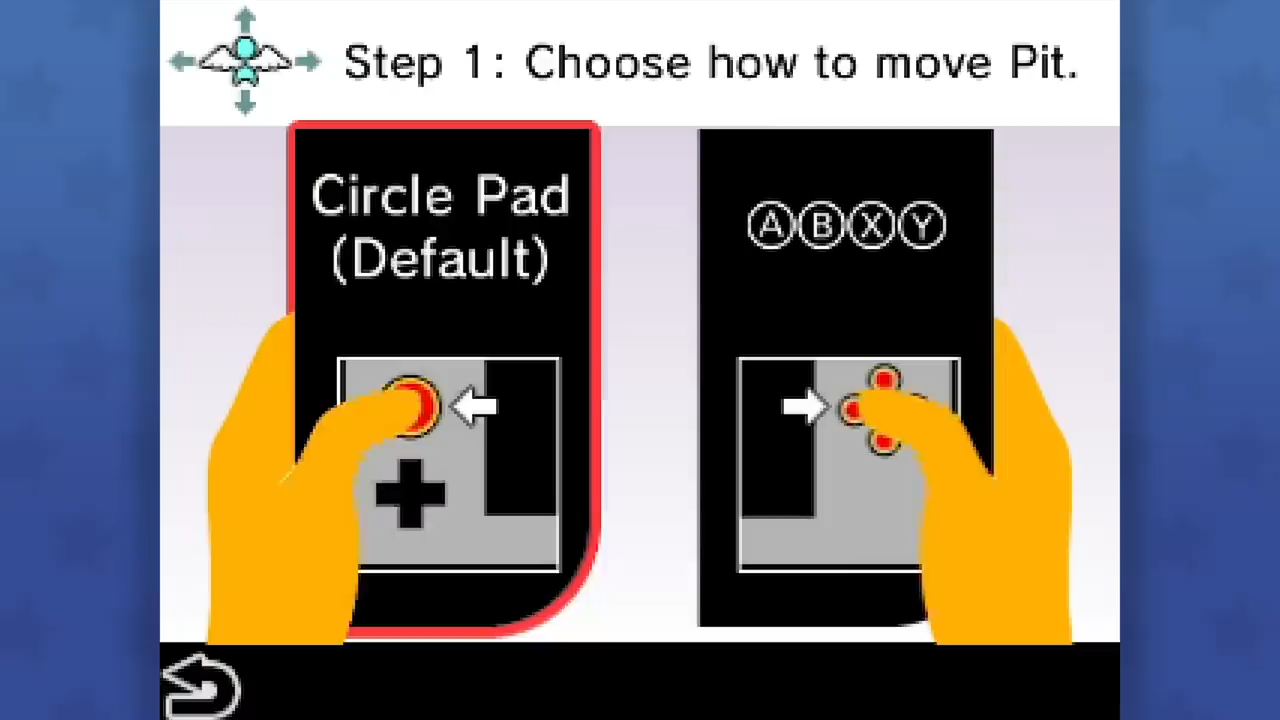 Step 1: Choose how to move Pit.
Circle Pad
(Default)
ⒶⒷⓍⓎ